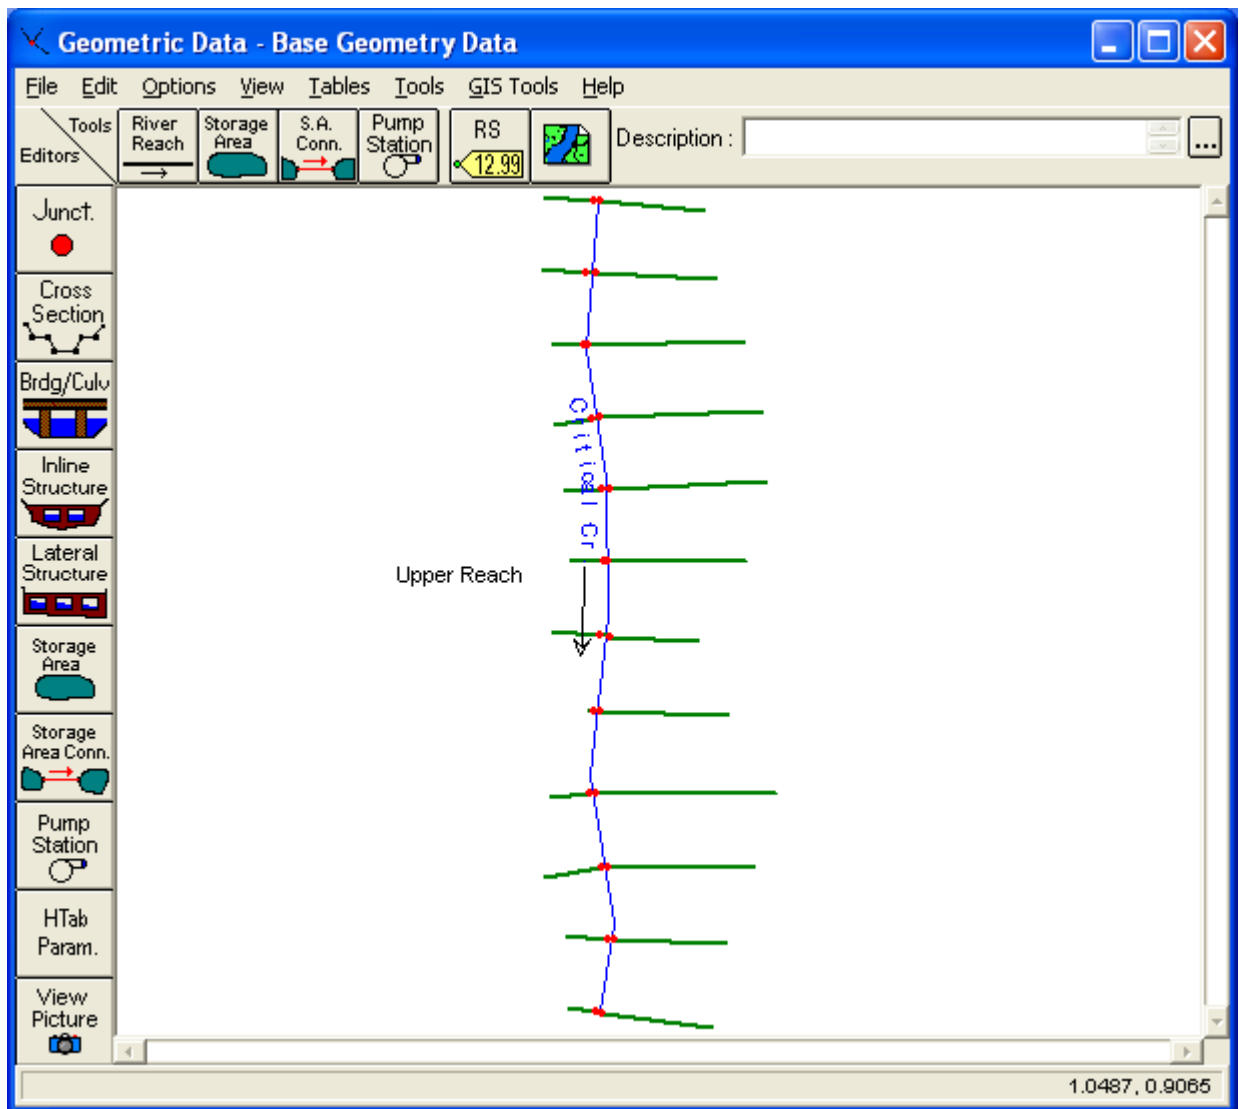 Geometric Data - Base Geometry Data
File Edit Options View Tables Tools GIS Tools Help
Tools
Editors
River
Reach
Storage
Area
S.A.
Conn.
Pump
Station
RS
12.99
Description :
...
Junct.
Cross
Section
Brdg/Culv
Inline
Structure
Lateral
Structure
Storage
Area
Storage
Area Conn.
Pump
Station
HTab
Param.
View
Picture
Critical Cr
Upper Reach
1.0487, 0.9065